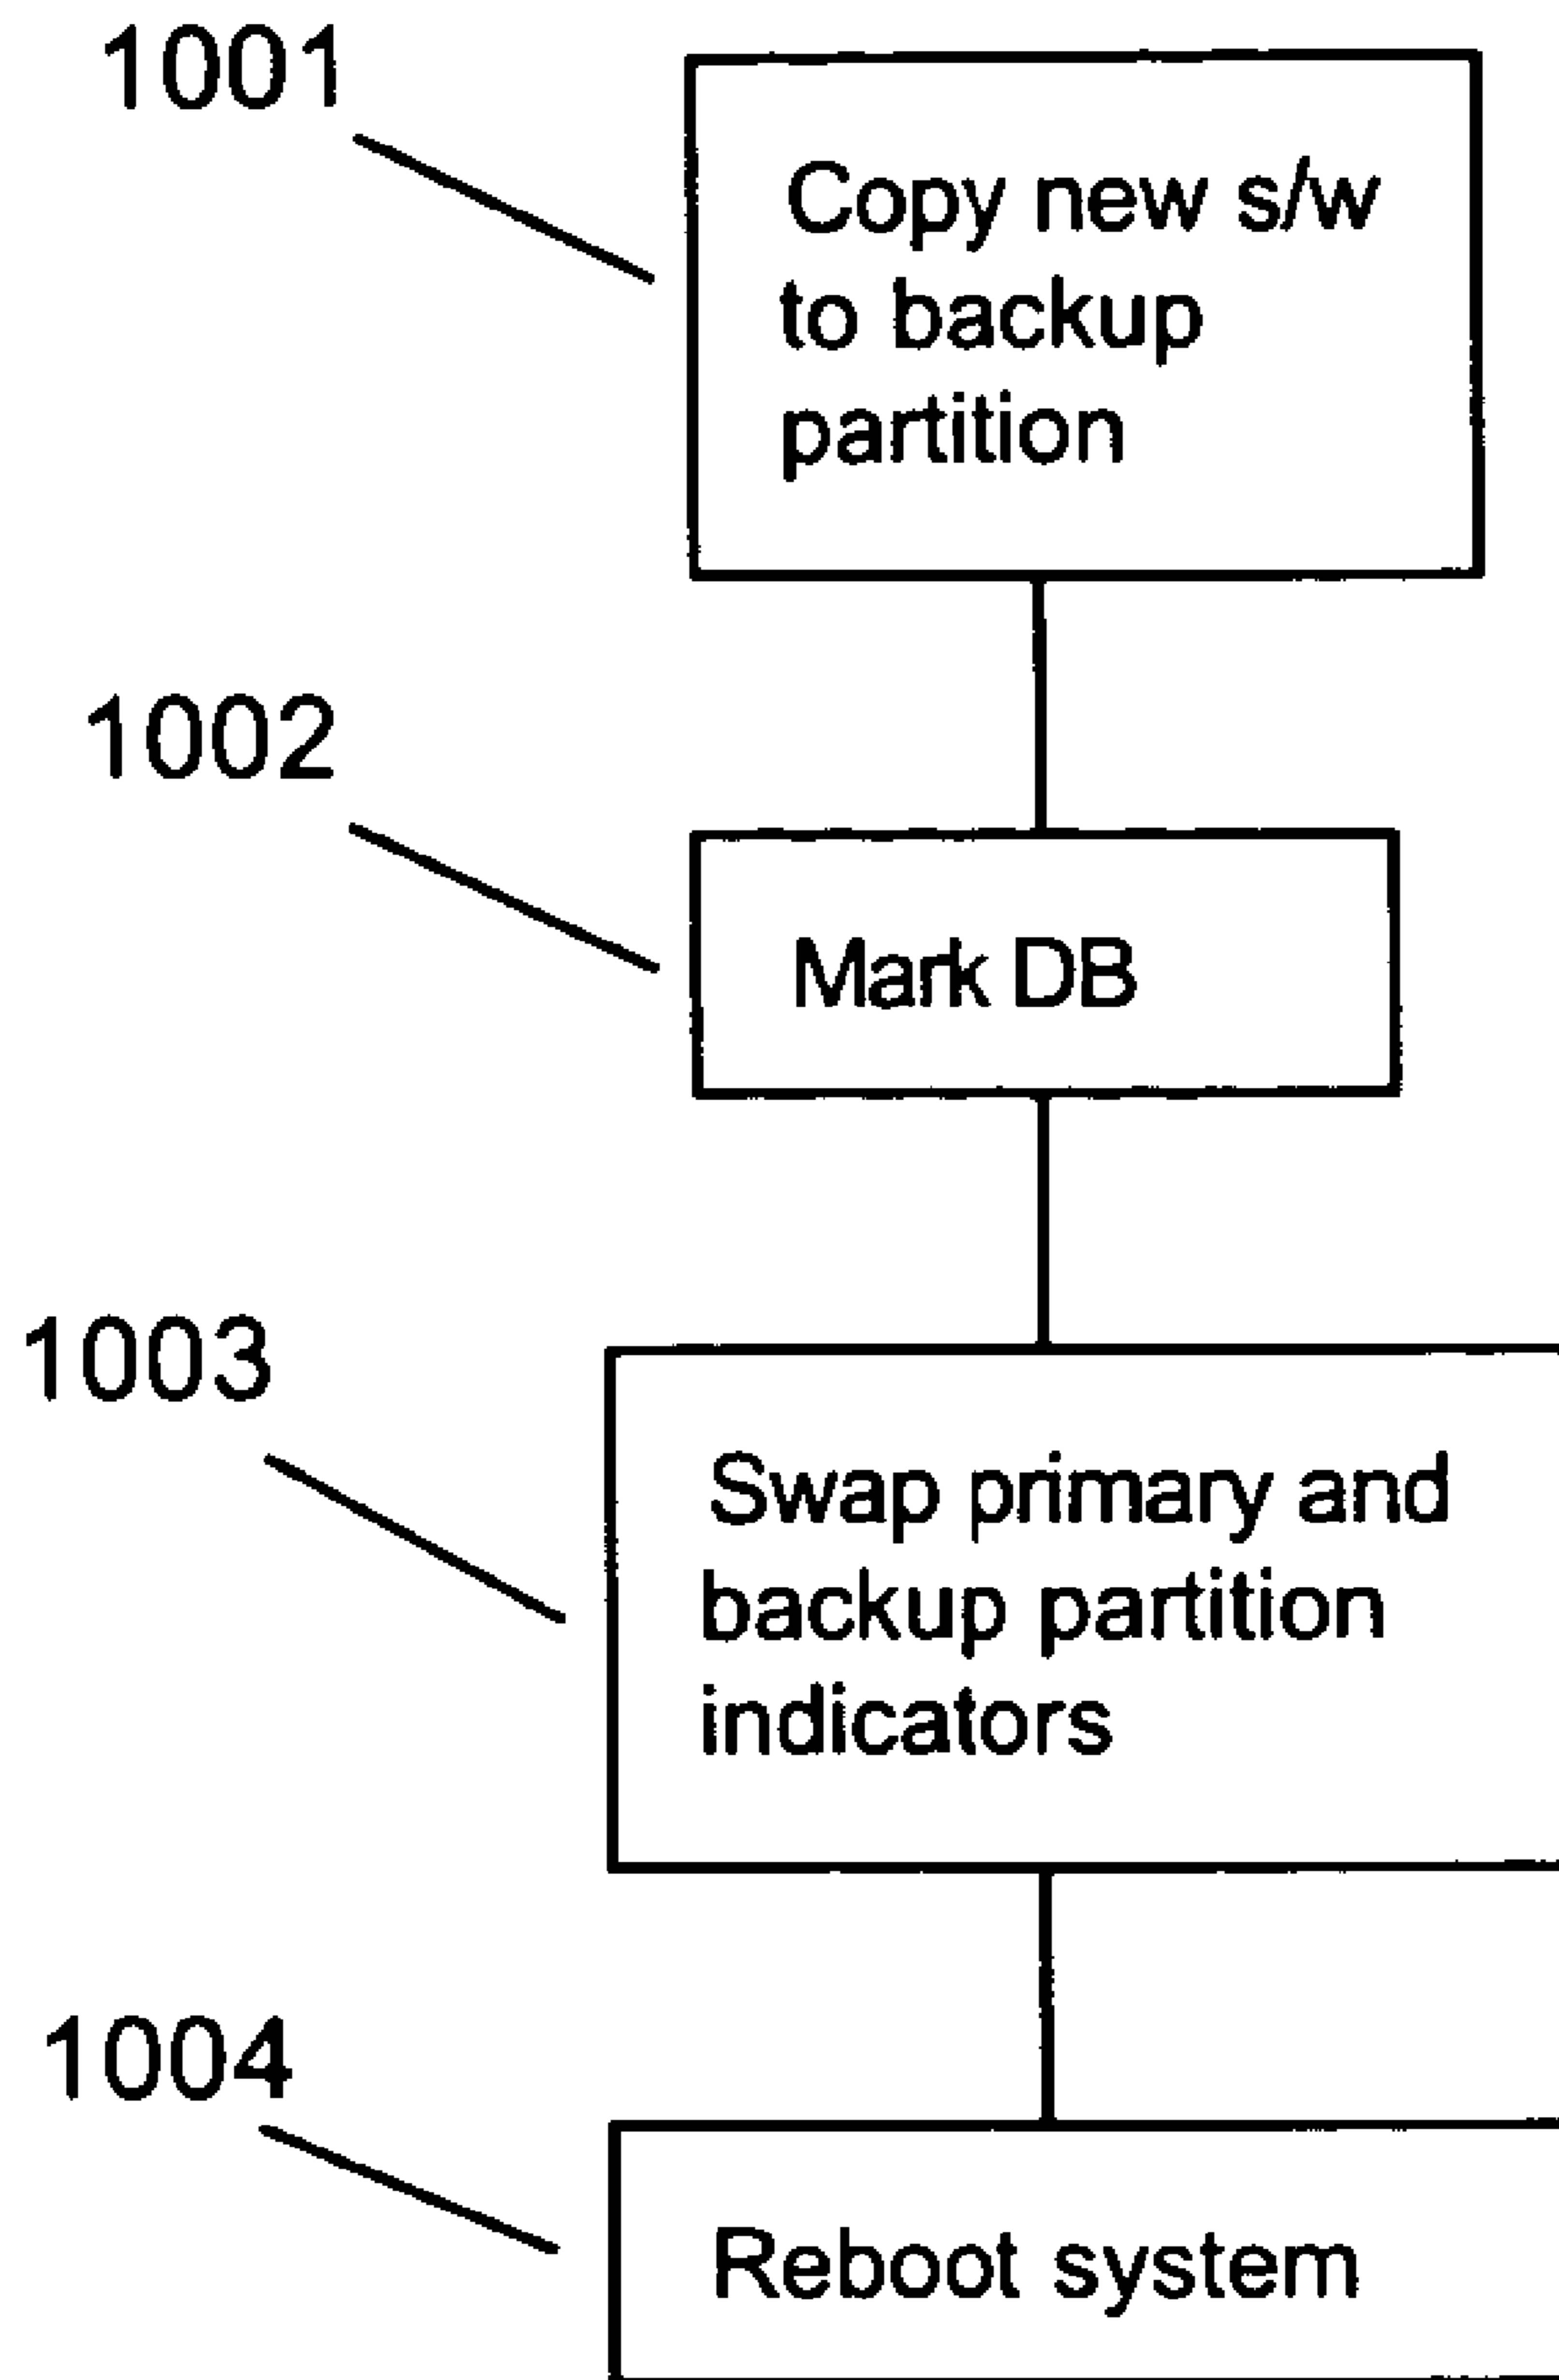 1001
Copy new s/w
to backup
partition
1002
Mark DB
1003
Swap primary and
backup partition
indicators
1004
Reboot system